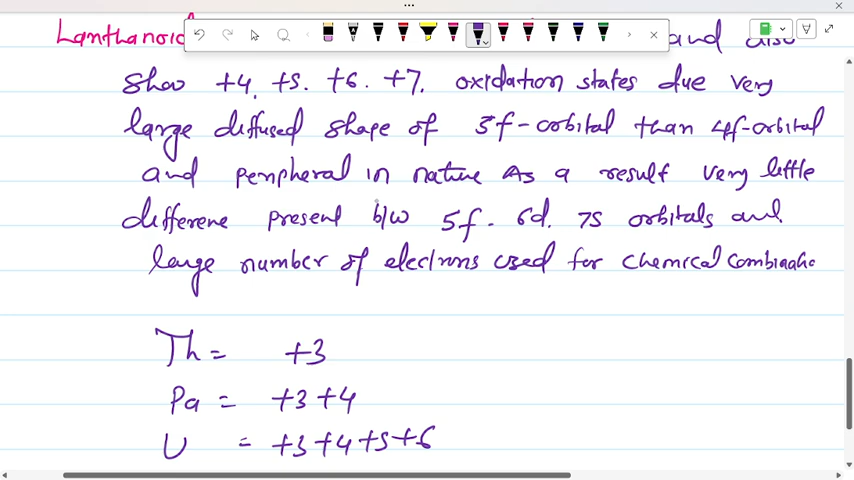 Lanthanoid and also
Show +4, +5. +6. +7. oxidation states due very
large diffused shape of 5f-orbital than 4f-orbital
and peripheral in nature As a result very little
differene present b/w 5f - 6d. 7S orbitals and
large number of electrons used for chemical combinatio
Th = +3
Pa = +3 +4
U = +3 +4 +5 +6